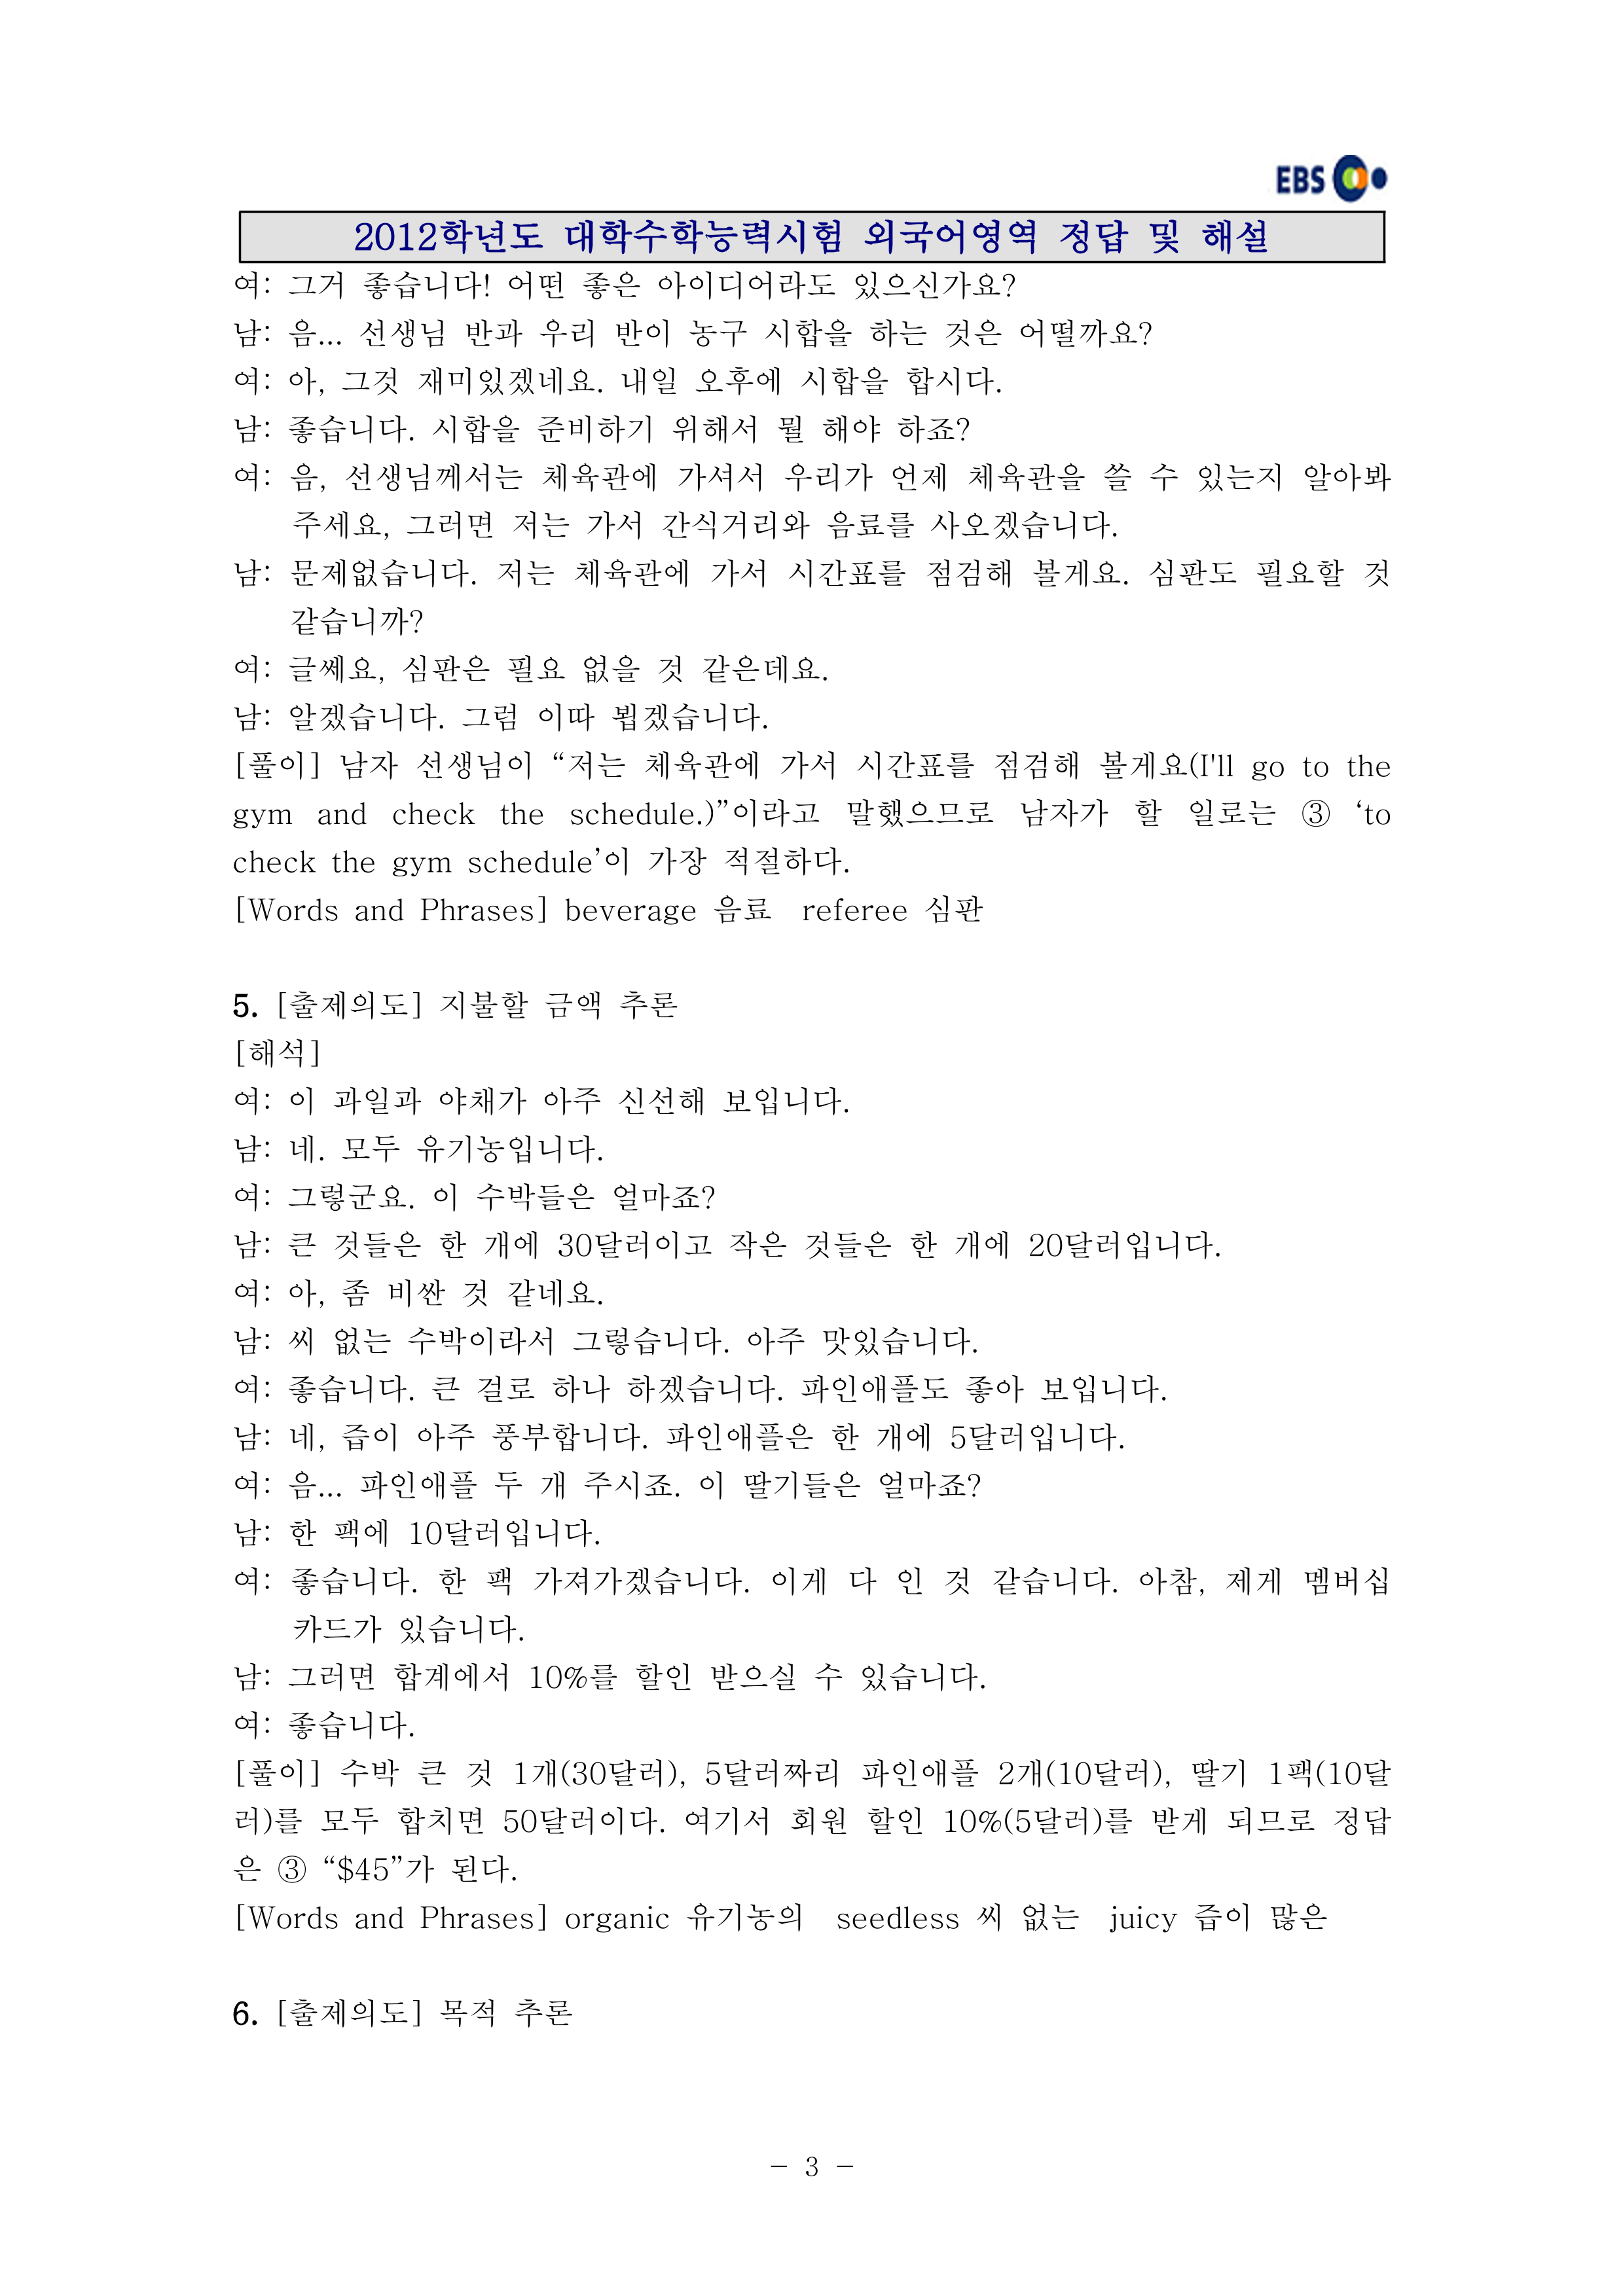 EBS
2012학년도 대학수학능력시험 외국어영역 정답 및 해설
여: 그거 좋습니다! 어떤 좋은 아이디어라도 있으신가요?
남: 음... 선생님 반과 우리 반이 농구 시합을 하는 것은 어떨까요?
여: 아, 그것 재미있겠네요. 내일 오후에 시합을 합시다.
남: 좋습니다. 시합을 준비하기 위해서 뭘 해야 하죠?
여: 음, 선생님께서는 체육관에 가셔서 우리가 언제 체육관을 쓸 수 있는지 알아봐
주세요, 그러면 저는 가서 간식거리와 음료를 사오겠습니다.
남: 문제없습니다. 저는 체육관에 가서 시간표를 점검해 볼게요. 심판도 필요할 것
같습니까?
여: 글쎄요, 심판은 필요 없을 것 같은데요.
남: 알겠습니다. 그럼 이따 뵙겠습니다.
[풀이] 남자 선생님이 “저는 체육관에 가서 시간표를 점검해 볼게요(I'll go to the
gym and check the schedule.)”이라고 말했으므로 남자가 할 일로는 ③ ‘to
check the gym schedule’이 가장 적절하다.
[Words and Phrases] beverage 음료 referee 심판
5. [출제의도] 지불할 금액 추론
[해석]
여: 이 과일과 야채가 아주 신선해 보입니다.
남: 네. 모두 유기농입니다.
여: 그렇군요. 이 수박들은 얼마죠?
남: 큰 것들은 한 개에 30달러이고 작은 것들은 한 개에 20달러입니다.
여: 아, 좀 비싼 것 같네요.
남: 씨 없는 수박이라서 그렇습니다. 아주 맛있습니다.
여: 좋습니다. 큰 걸로 하나 하겠습니다. 파인애플도 좋아 보입니다.
남: 네, 즙이 아주 풍부합니다. 파인애플은 한 개에 5달러입니다.
여: 음... 파인애플 두 개 주시죠. 이 딸기들은 얼마죠?
남: 한 팩에 10달러입니다.
여: 좋습니다. 한 팩 가져가겠습니다. 이게 다 인 것 같습니다. 아참, 제게 멤버십
카드가 있습니다.
남: 그러면 합계에서 10%를 할인 받으실 수 있습니다.
여: 좋습니다.
[풀이] 수박 큰 것 1개(30달러), 5달러짜리 파인애플 2개(10달러), 딸기 1팩(10달
러)를 모두 합치면 50달러이다. 여기서 회원 할인 10%(5달러)를 받게 되므로 정답
은 ③ “$45”가 된다.
[Words and Phrases] organic 유기농의 seedless 씨 없는 juicy 즙이 많은
6. [출제의도] 목적 추론
- 3 -